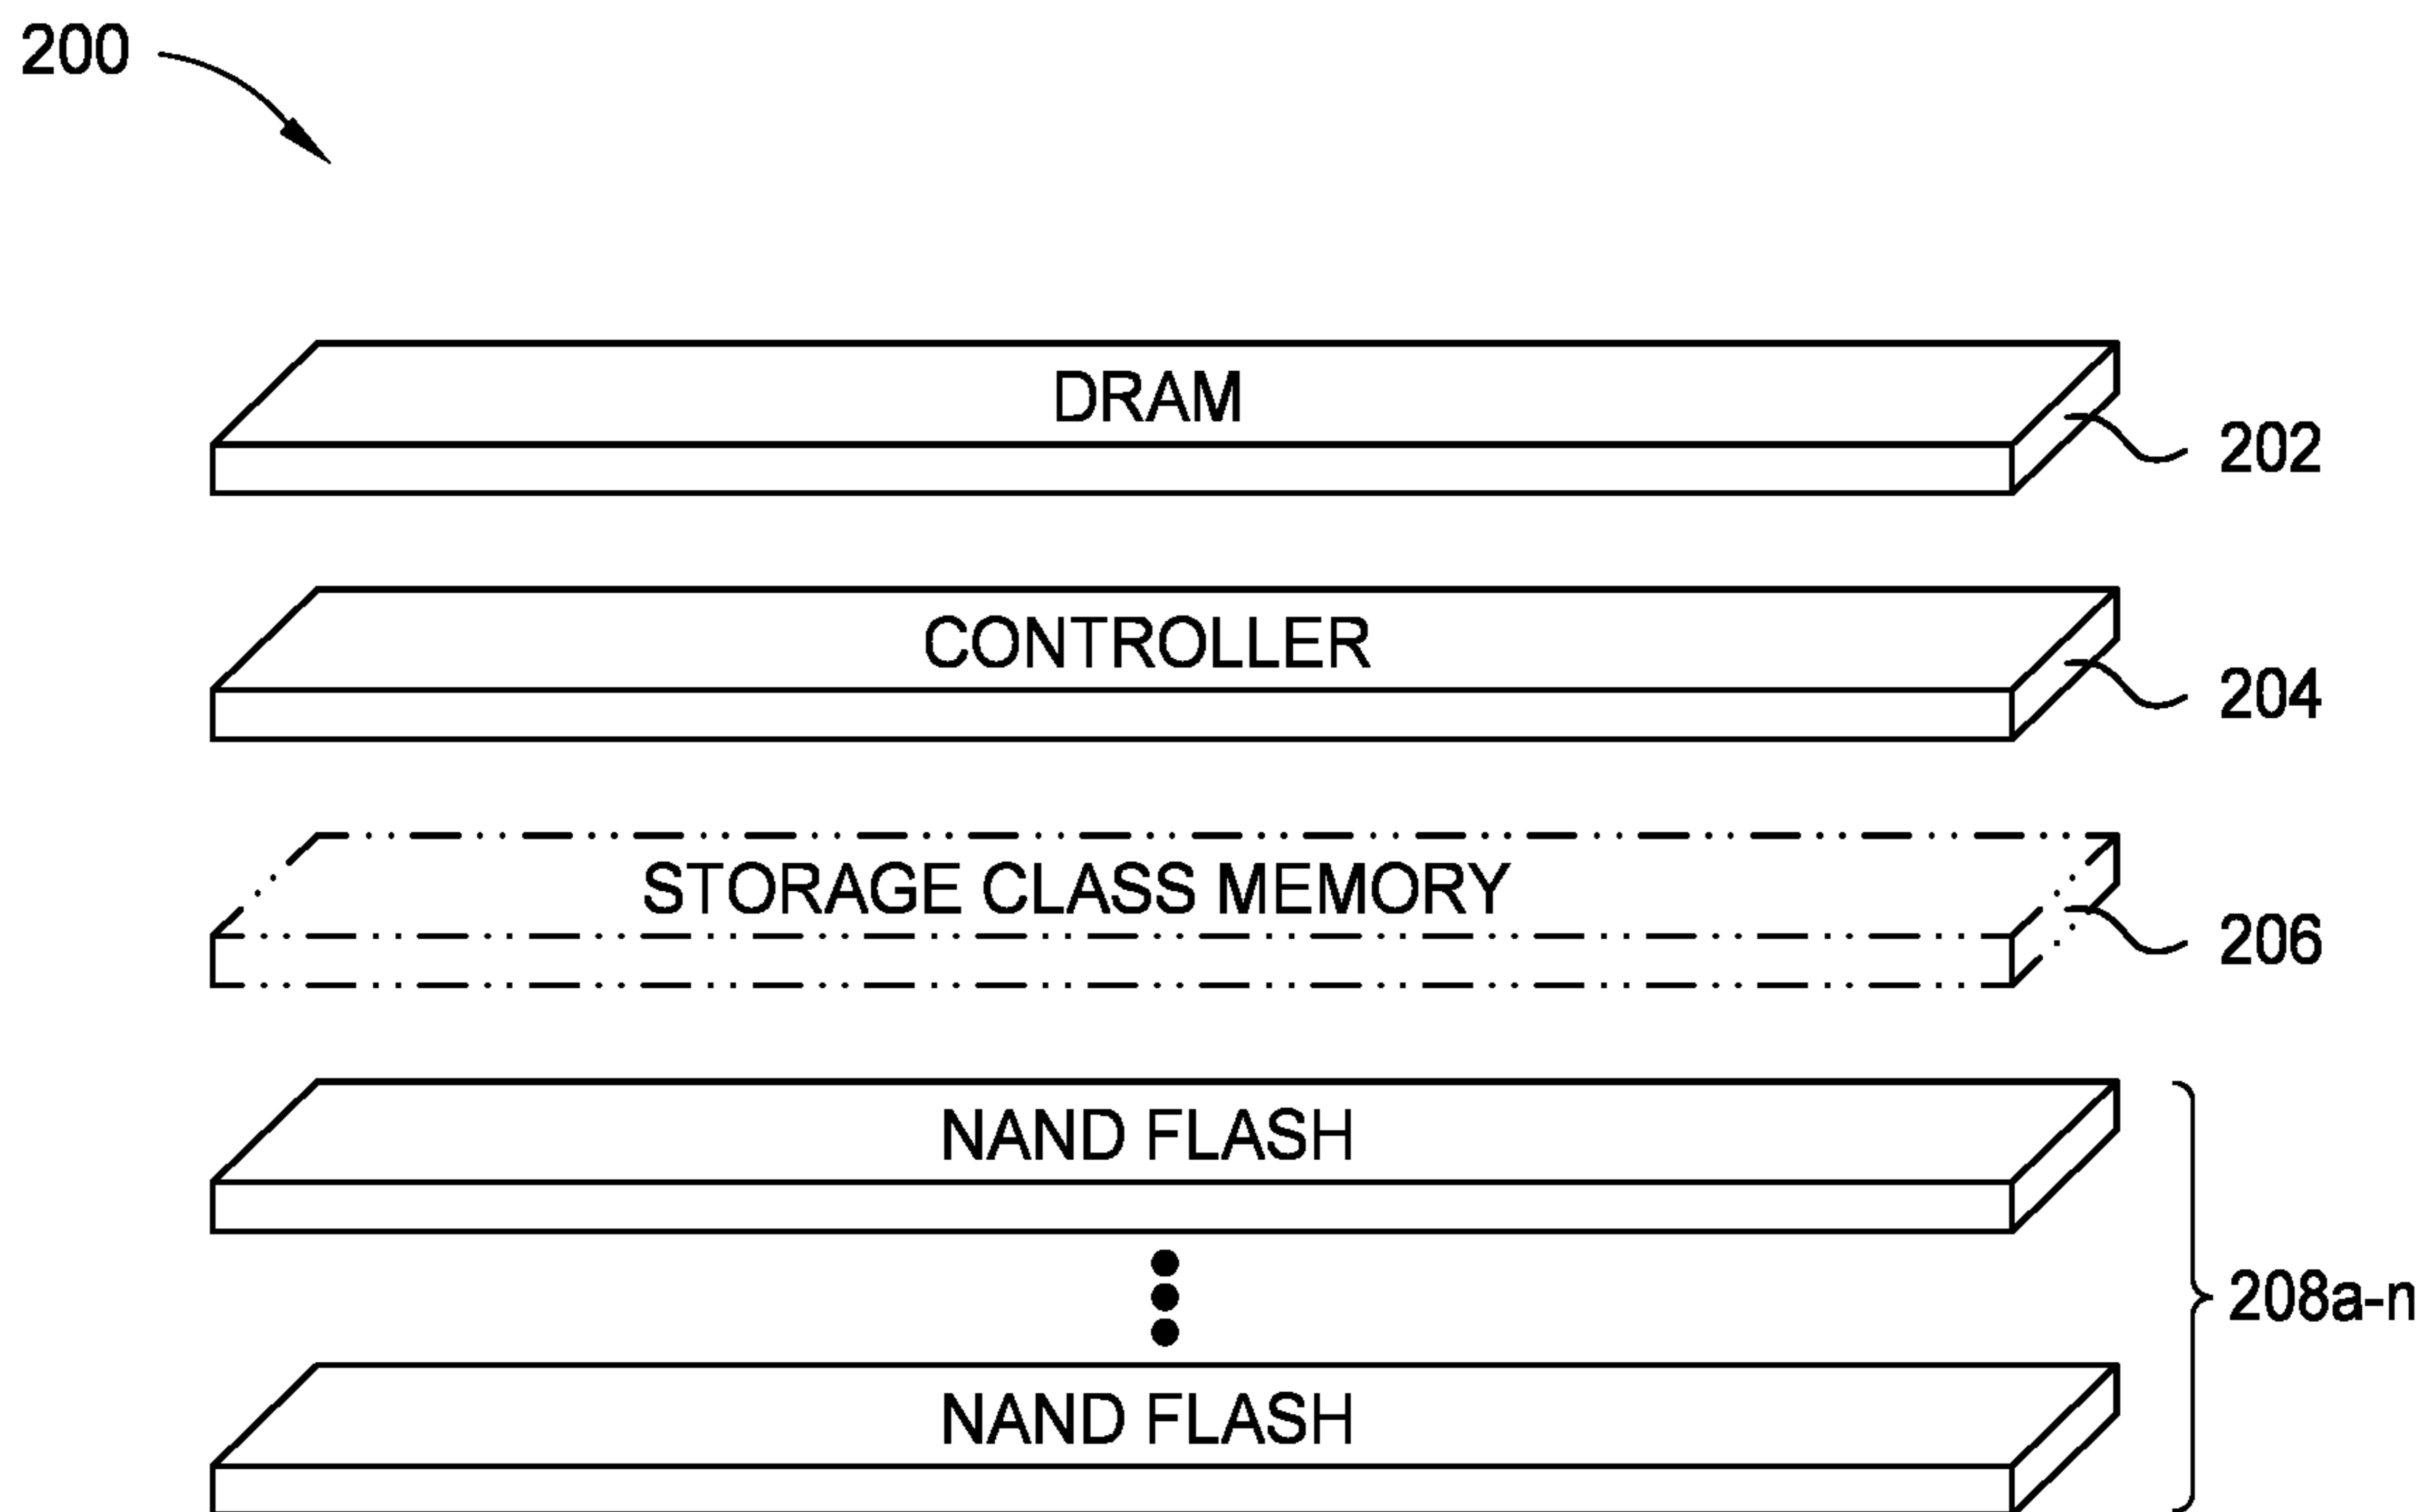 200
DRAM
202
CONTROLLER
204
STORAGE CLASS MEMORY
206
NAND FLASH
208a-n
NAND FLASH